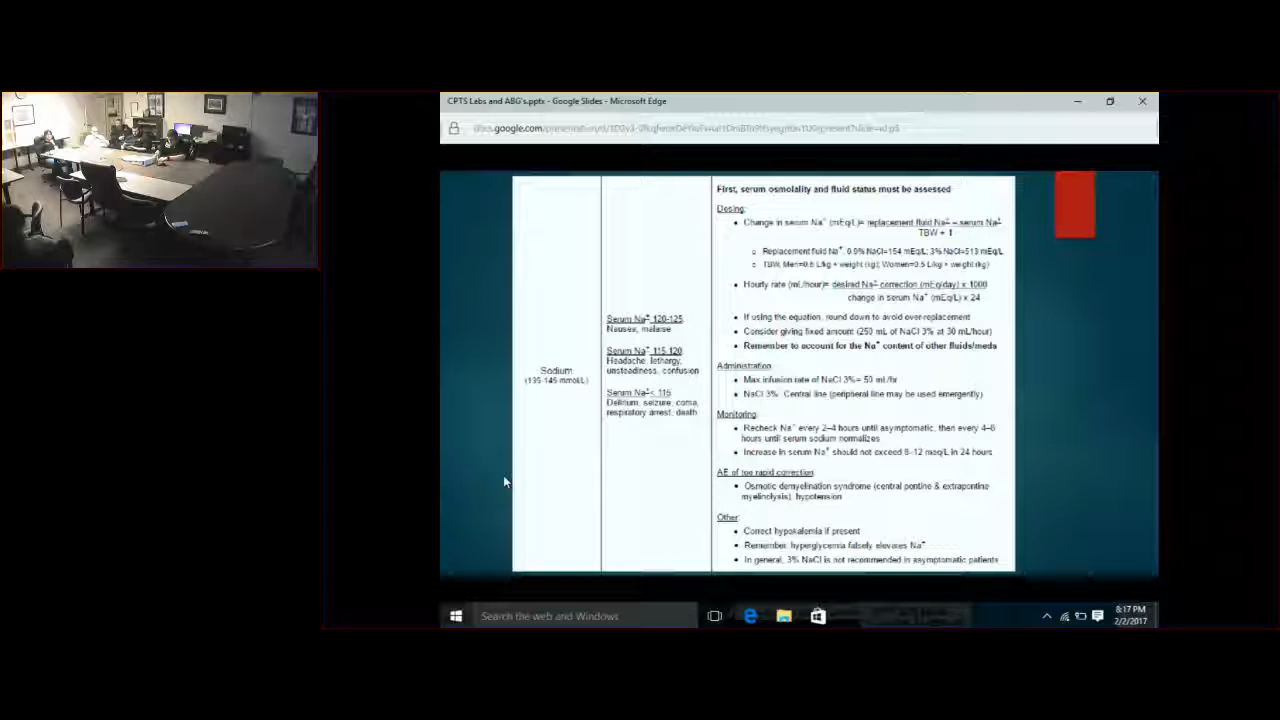 CPTS Labs and ABG's.pptx - Google Slides - Microsoft Edge
docs.google.com/presentation/d/
Sodium
(135-145 mmol/L)
Serum Na+ 120-125
Nausea, malaise
Serum Na+ 115-120
Headache, lethargy,
unsteadiness, confusion
Serum Na+ < 115
Delirium, seizure, coma,
respiratory arrest, death
First, serum osmolality and fluid status must be assessed
Dosing:
• Change in serum Na+ (mEq/L)= replacement fluid Na+ – serum Na+
TBW + 1
o Replacement fluid Na+: 0.9% NaCl=154 mEq/L; 3% NaCl=513 mEq/L
o TBW: Men=0.6 L/kg × weight (kg); Women=0.5 L/kg × weight (kg)
• Hourly rate (mL/hour)= desired Na+ correction (mEq/day) x 1000
change in serum Na+ (mEq/L) x 24
• If using the equation, round down to avoid over-replacement
• Consider giving fixed amount (250 mL of NaCl 3% at 30 mL/hour)
• Remember to account for the Na+ content of other fluids/meds
Administration:
• Max infusion rate of NaCl 3%= 50 mL/hr
• NaCl 3%: Central line (peripheral line may be used emergently)
Monitoring:
• Recheck Na+ every 2–4 hours until asymptomatic, then every 4–8
hours until serum sodium normalizes
• Increase in serum Na+ should not exceed 8–12 meq/L in 24 hours
AE of too rapid correction:
• Osmotic demyelination syndrome (central pontine & extrapontine
myelinolysis), hypotension
Other:
• Correct hypokalemia if present
• Remember, hyperglycemia falsely elevates Na+
• In general, 3% NaCl is not recommended in asymptomatic patients
Search the web and Windows
8:17 PM
2/2/2017